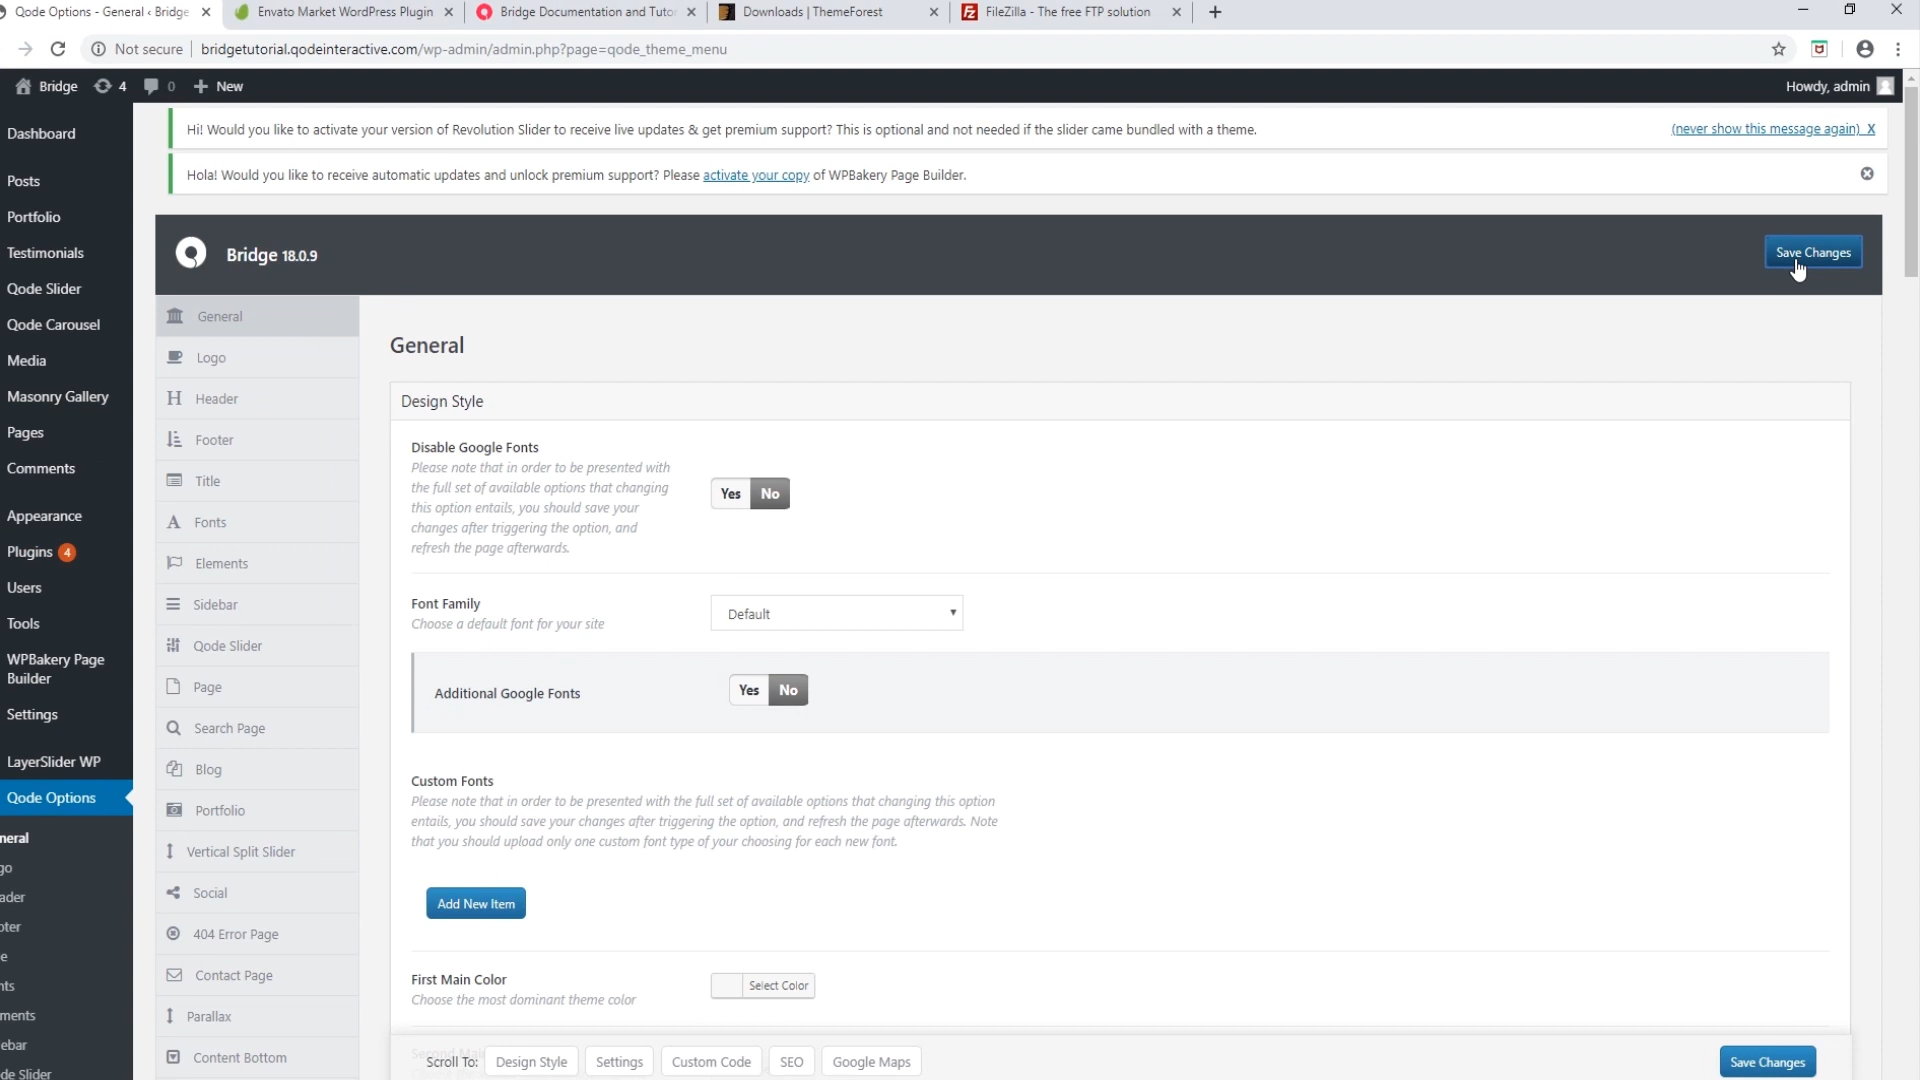 Qode Options - General ‹ Bridge
Envato Market WordPress Plugin
Bridge Documentation and Tutor
Downloads | ThemeForest
FileZilla - The free FTP solution
Not secure
bridgetutorial.qodeinteractive.com/wp-admin/admin.php?page=qode_theme_menu
Bridge
4
0
New
Howdy, admin
Dashboard
Posts
Portfolio
Testimonials
Qode Slider
Qode Carousel
Media
Masonry Gallery
Pages
Comments
Appearance
Plugins 4
Users
Tools
WPBakery Page
Builder
Settings
LayerSlider WP
Qode Options
neral
go
ader
oter
e
nts
ments
ebar
de Slider
Hi! Would you like to activate your version of Revolution Slider to receive live updates & get premium support? This is optional and not needed if the slider came bundled with a theme.
(never show this message again) X
Hola! Would you like to receive automatic updates and unlock premium support? Please activate your copy of WPBakery Page Builder.
Bridge 18.0.9
Save Changes
General
Logo
Header
Footer
Title
Fonts
Elements
Sidebar
Qode Slider
Page
Search Page
Blog
Portfolio
Vertical Split Slider
Social
404 Error Page
Contact Page
Parallax
Content Bottom
General
Design Style
Disable Google Fonts
Please note that in order to be presented with
the full set of available options that changing
this option entails, you should save your
changes after triggering the option, and
refresh the page afterwards.
Yes No
Font Family
Choose a default font for your site
Default
Additional Google Fonts
Yes No
Custom Fonts
Please note that in order to be presented with the full set of available options that changing this option
entails, you should save your changes after triggering the option, and refresh the page afterwards. Note
that you should upload only one custom font type of your choosing for each new font.
Add New Item
First Main Color
Choose the most dominant theme color
Select Color
Scroll To:
Design Style
Settings
Custom Code
SEO
Google Maps
Save Changes